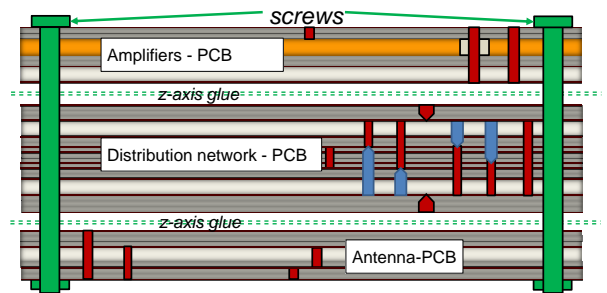 screws
Amplifiers - PCB
z-axis glue
Distribution network - PCB
z-axis glue
Antenna-PCB